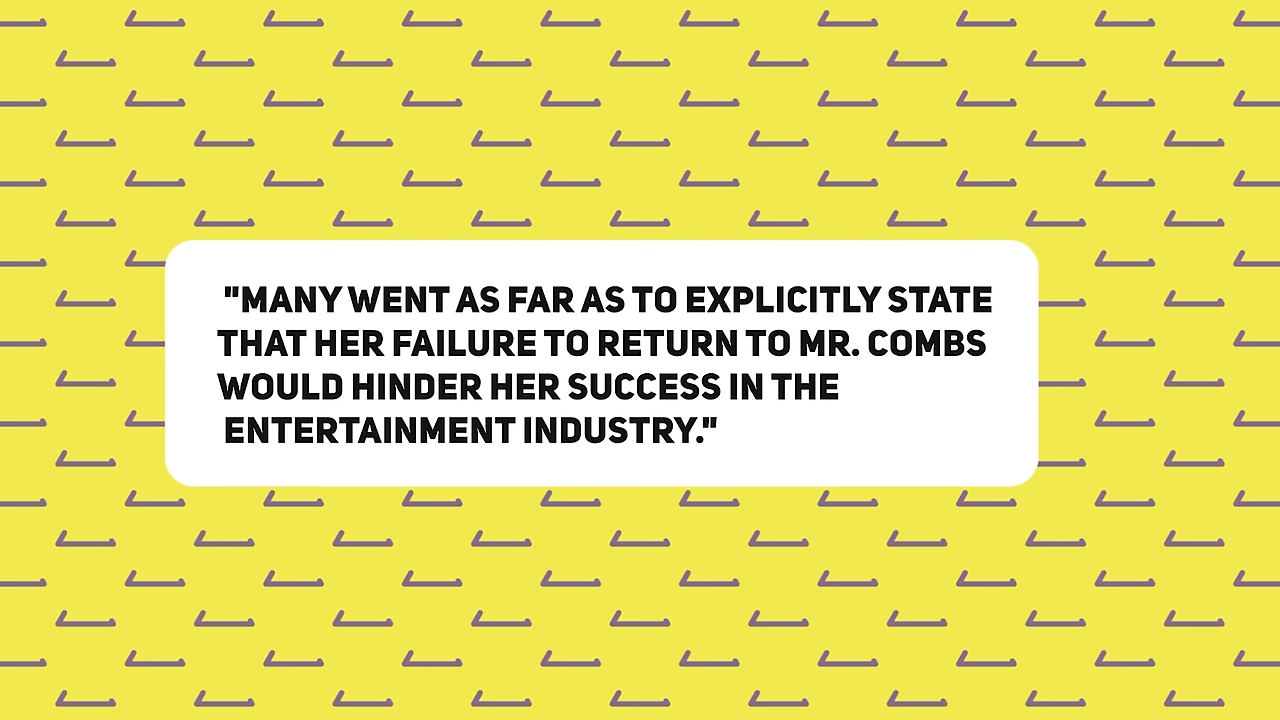 "MANY WENT AS FAR AS TO EXPLICITLY STATE
THAT HER FAILURE TO RETURN TO MR. COMBS
WOULD HINDER HER SUCCESS IN THE
ENTERTAINMENT INDUSTRY."